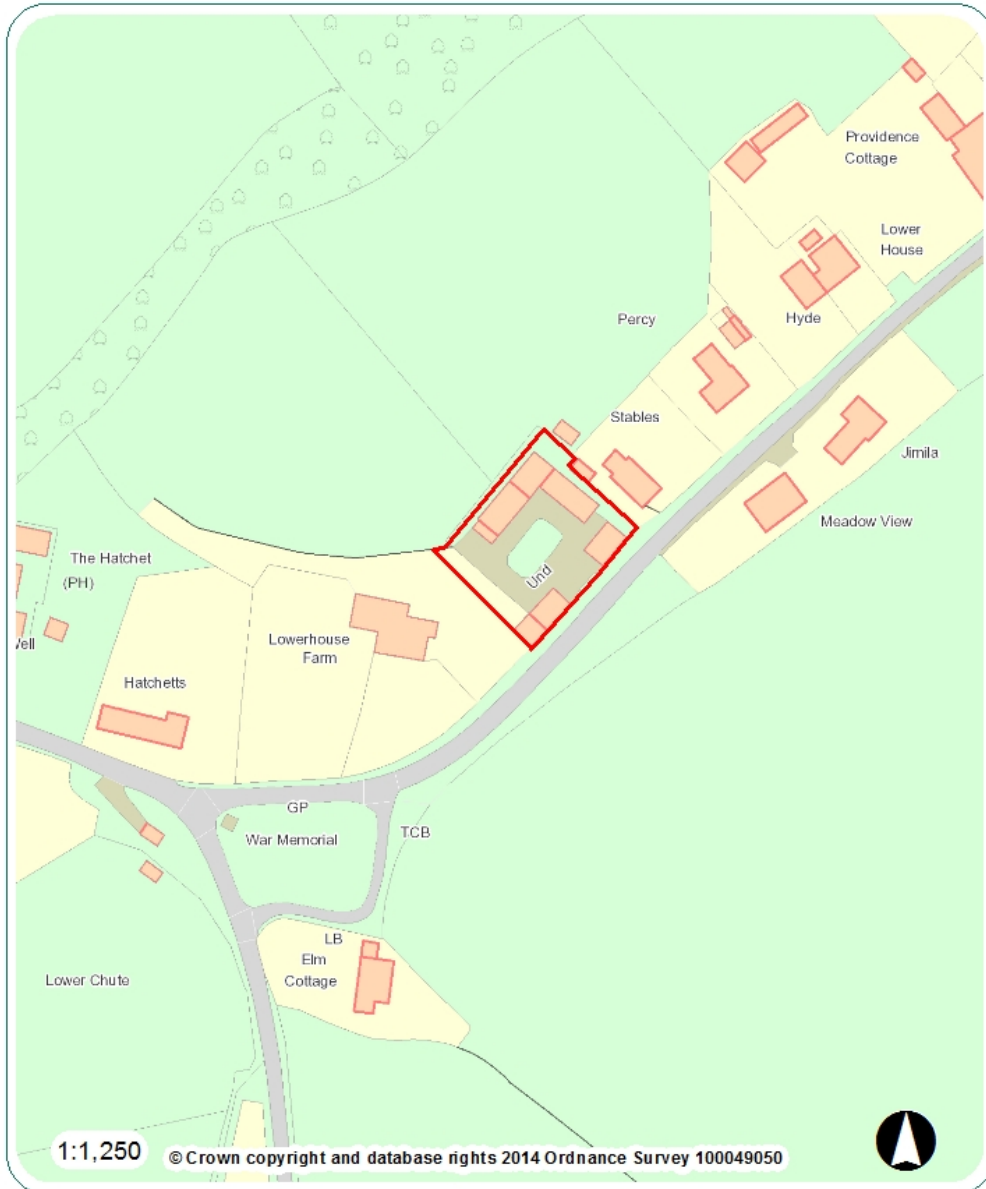 Providence
Cottage
Lower
House
Percy
Hyde
Stables
Jimila
Meadow View
Und
The Hatchet
(PH)
Well
Lowerhouse
Farm
Hatchetts
GP
War Memorial
TCB
LB
Elm
Cottage
Lower Chute
1:1,250
© Crown copyright and database rights 2014 Ordnance Survey 100049050